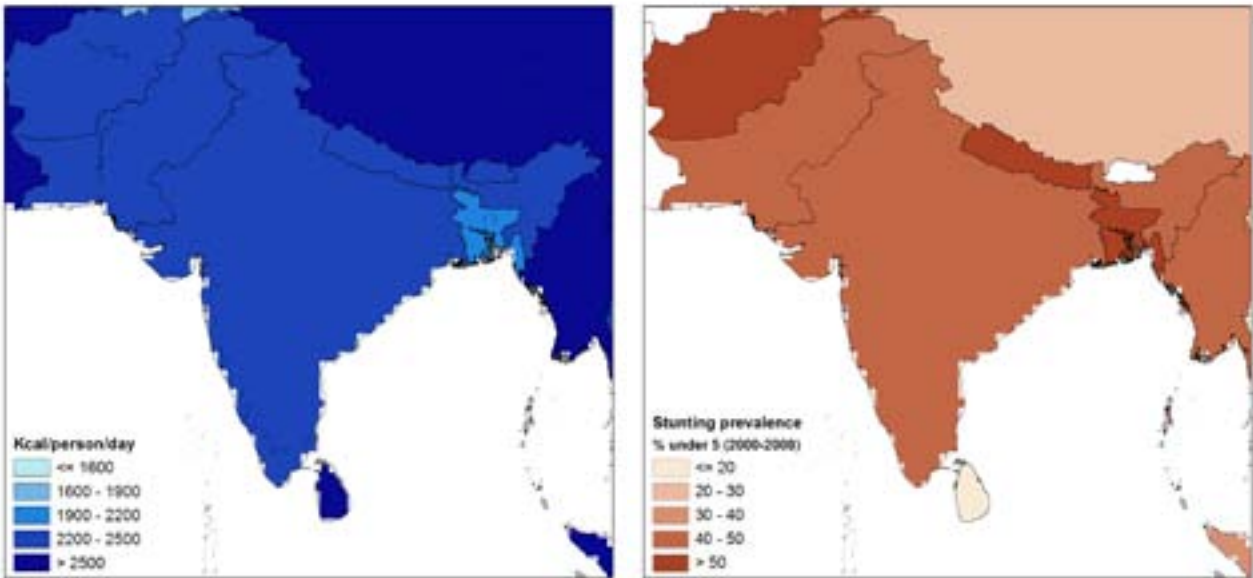 Kcal/person/day
<= 1600
1600 - 1900
1900 - 2200
2200 - 2500
> 2500
Stunting prevalence
% under 5 (2000-2009)
<= 20
20 - 30
30 - 40
40 - 50
> 50